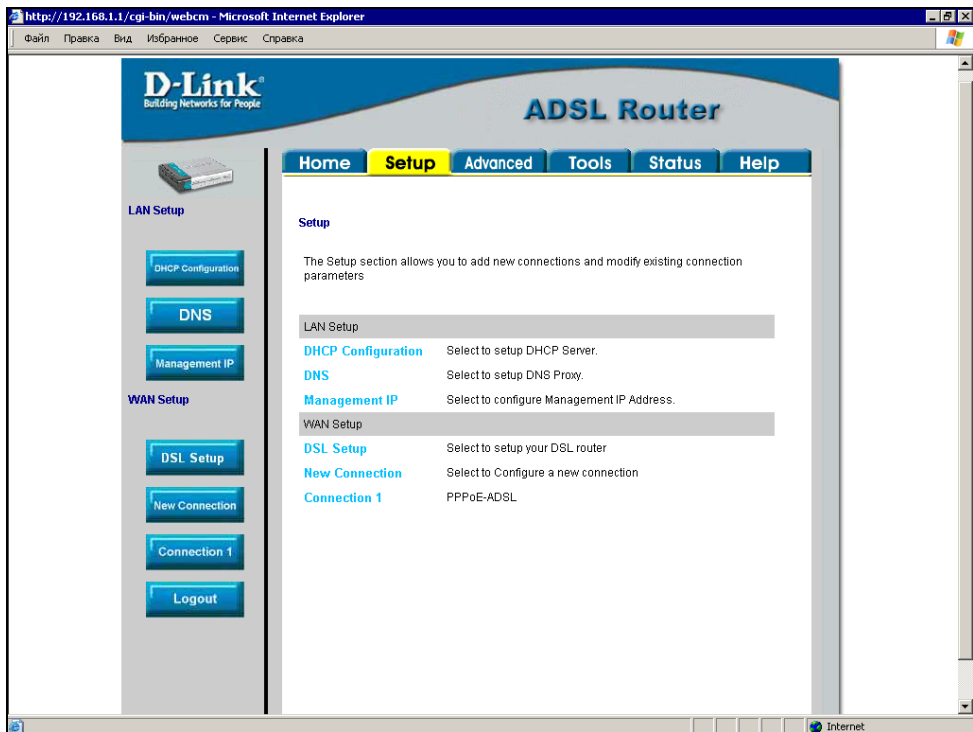 http://192.168.1.1/cgi-bin/webcm - Microsoft Internet Explorer
Файл Правка Вид Избранное Сервис Справка
D-Link®
Building Networks for People
ADSL Router
Home Setup Advanced Tools Status Help
LAN Setup
DHCP Configuration
DNS
Management IP
WAN Setup
DSL Setup
New Connection
Connection 1
Logout
Setup
The Setup section allows you to add new connections and modify existing connection
parameters
LAN Setup
DHCP Configuration Select to setup DHCP Server.
DNS Select to setup DNS Proxy.
Management IP Select to configure Management IP Address.
WAN Setup
DSL Setup Select to setup your DSL router
New Connection Select to Configure a new connection
Connection 1 PPPoE-ADSL
Internet